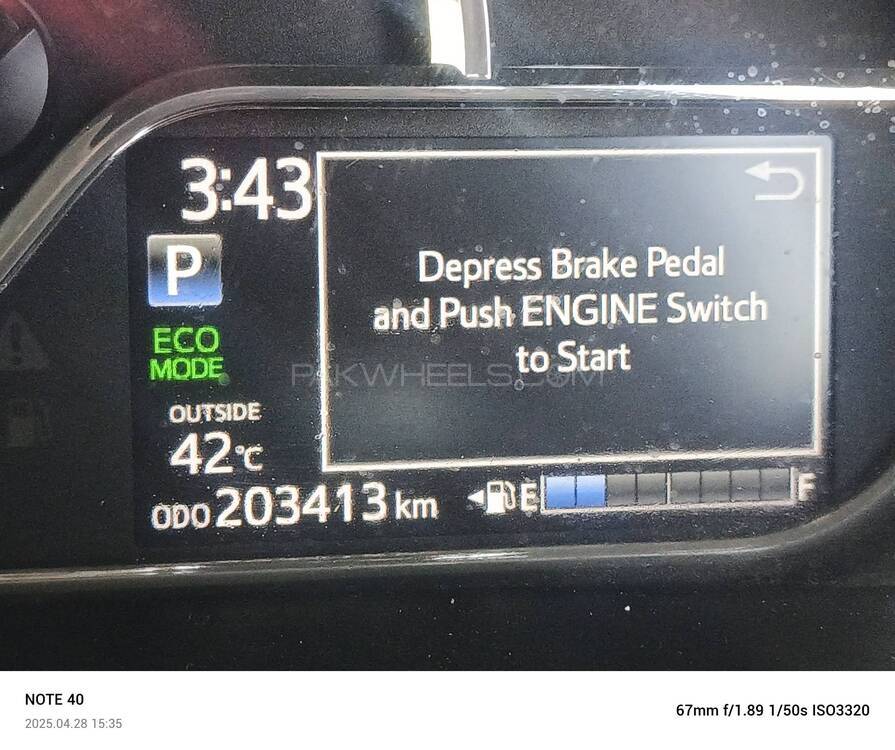 3:43
P
ECO
MODE
OUTSIDE
42°C
ODO 203413 km
Depress Brake Pedal
and Push ENGINE Switch
to Start
E F
PAKWHEELS.COM
NOTE 40
2025.04.28 15:35
67mm f/1.89 1/50s ISO3320